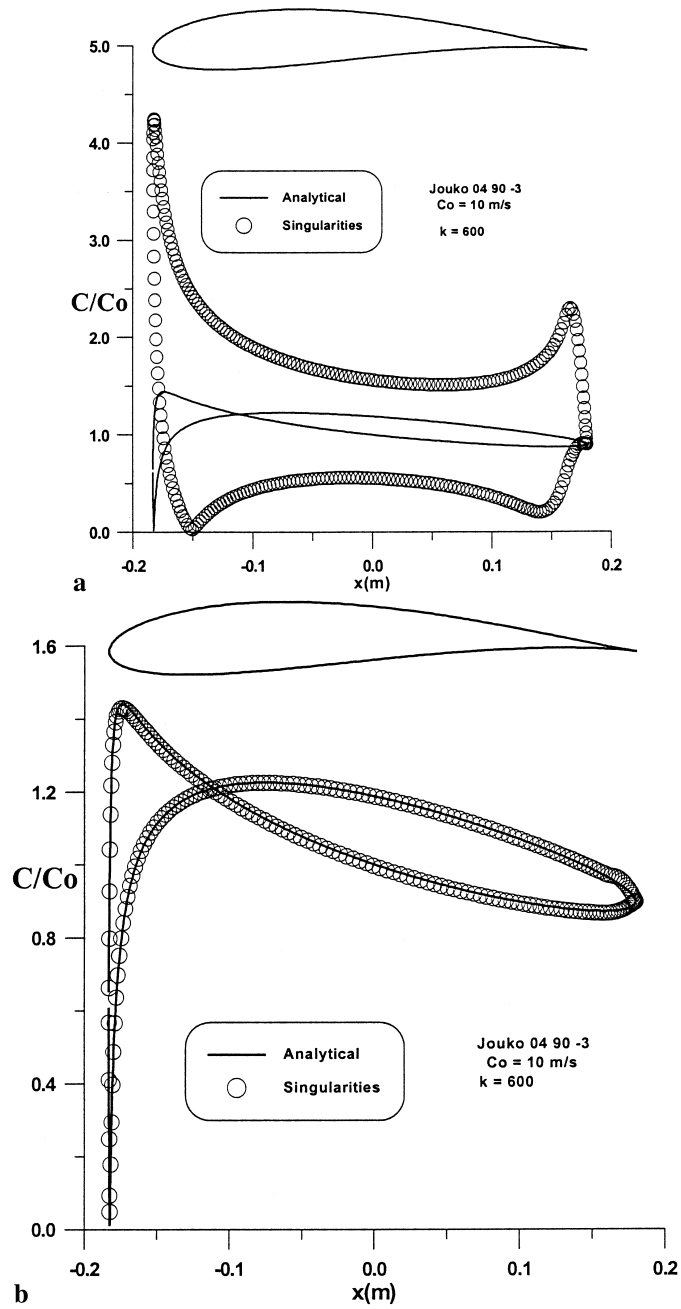 5.0
4.0
3.0
C/Co
2.0
1.0
0.0
Analytical
Singularities
Jouko 04 90 -3
Co = 10 m/s
k = 600
-0.2
-0.1
0.0
0.1
0.2
x(m)
a
1.6
1.2
C/Co
0.8
0.4
0.0
Analytical
Singularities
Jouko 04 90 -3
Co = 10 m/s
k = 600
-0.2
-0.1
0.0
0.1
0.2
x(m)
b